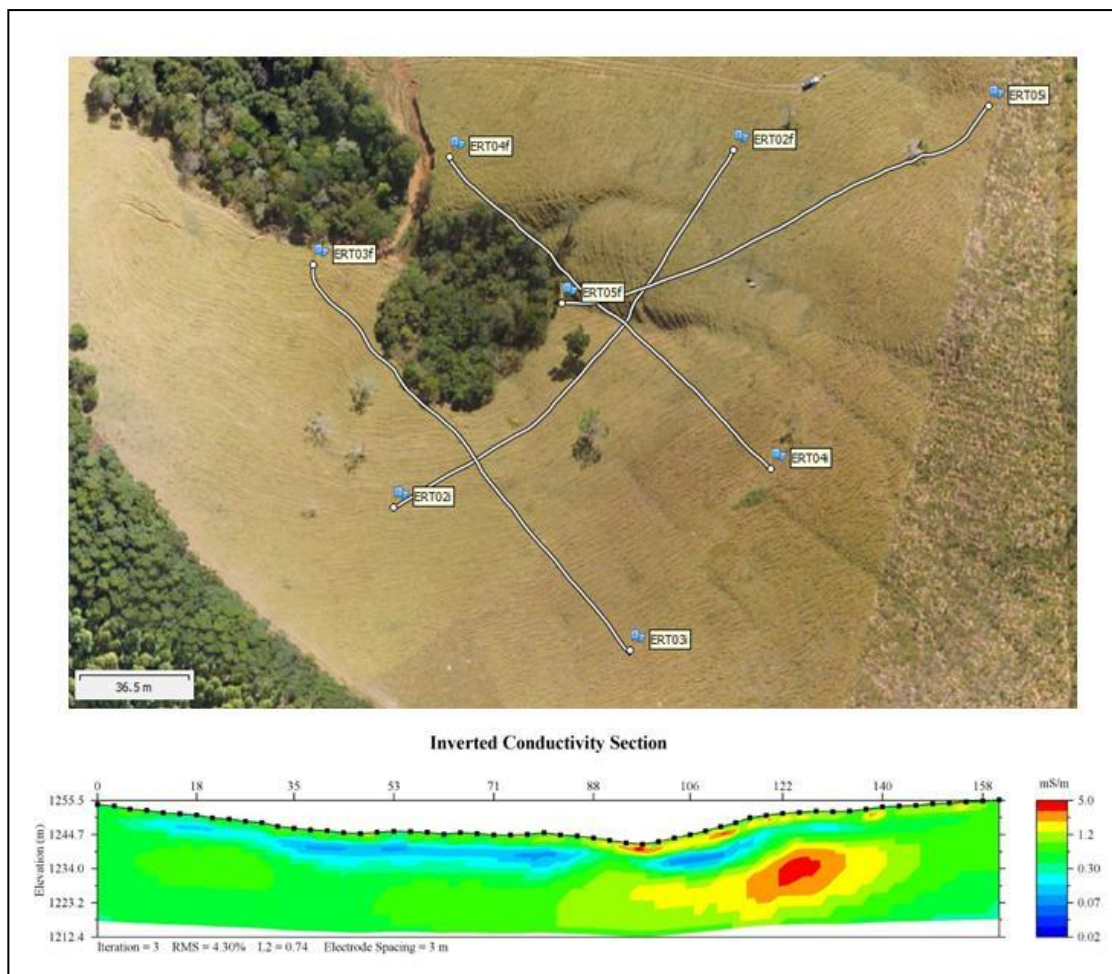 ERT05i
ERT04f
ERT02f
ERT03f
ERT05f
ERT04i
ERT02i
ERT03i
36.5 m
Inverted Conductivity Section
0 18 35 53 71 88 106 122 140 158
mS/m
Elevation (m)
1255.5
1244.7
1234.0
1223.2
1212.4
5.0
1.2
0.30
0.07
0.02
Iteration = 3 RMS = 4.30% L2 = 0.74 Electrode Spacing = 3 m